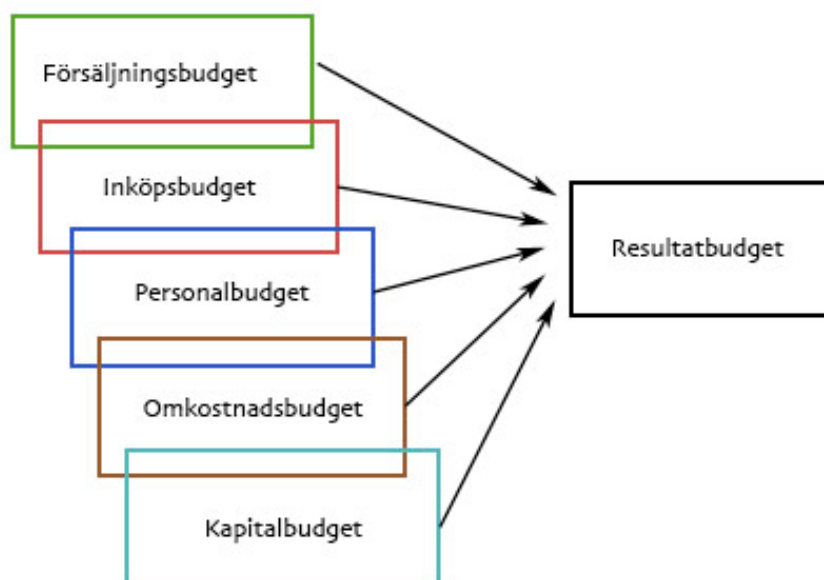 Försäljningsbudget
Inköpsbudget
Personalbudget
Omkostnadsbudget
Kapitalbudget
Resultatbudget